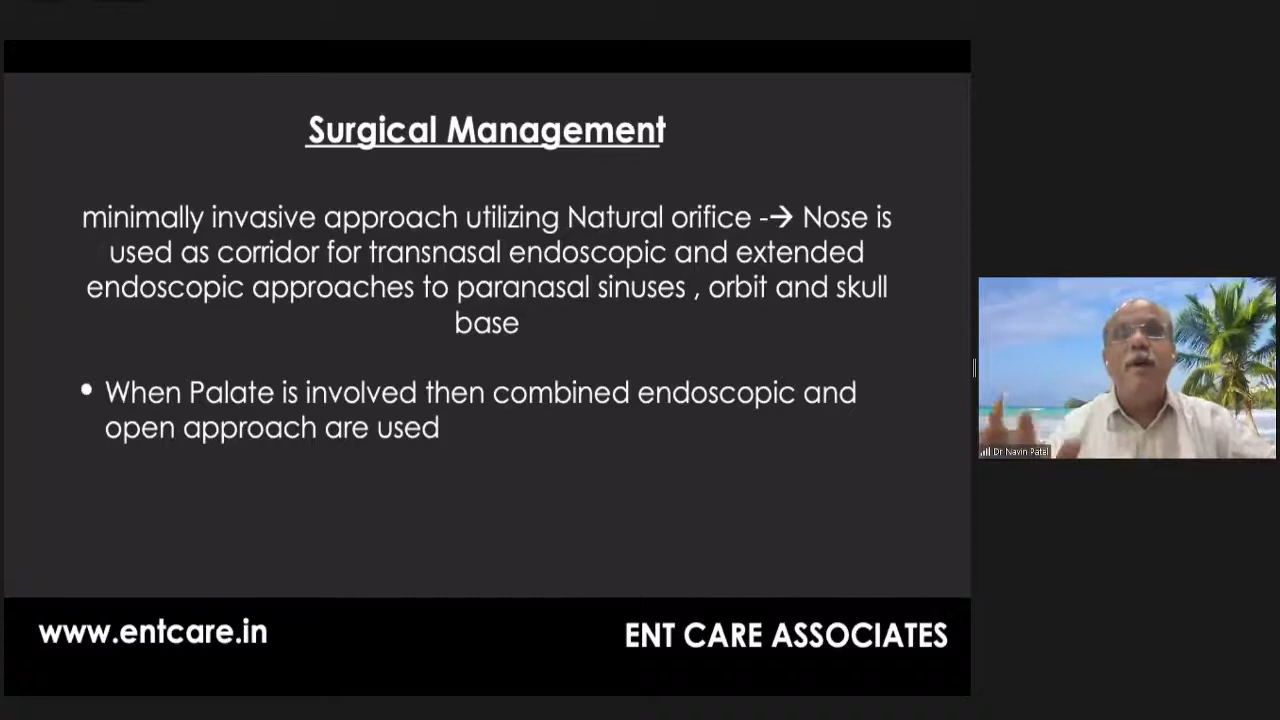 Surgical Management
minimally invasive approach utilizing Natural orifice -→ Nose is
used as corridor for transnasal endoscopic and extended
endoscopic approaches to paranasal sinuses , orbit and skull
base
• When Palate is involved then combined endoscopic and
open approach are used
Dr Navin Patel
www.entcare.in
ENT CARE ASSOCIATES